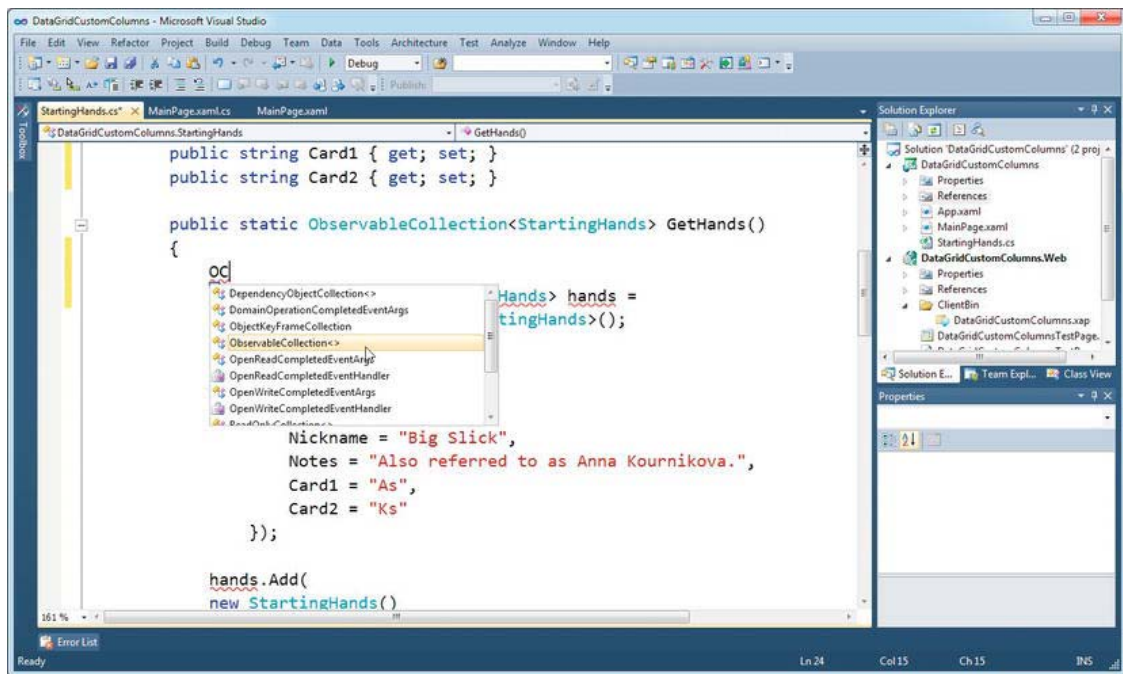 DataGridCustomColumns - Microsoft Visual Studio
File Edit View Refactor Project Build Debug Team Data Tools Architecture Test Analyze Window Help
Debug
Publish:
Toolbox
StartingHands.cs* MainPage.xaml.cs MainPage.xaml
DataGridCustomColumns.StartingHands GetHands()
public string Card1 { get; set; }
public string Card2 { get; set; }
public static ObservableCollection<StartingHands> GetHands()
{
oc
Hands> hands =
tingHands>();
DependencyObjectCollection<>
DomainOperationCompletedEventArgs
ObjectKeyFrameCollection
ObservableCollection<>
OpenReadCompletedEventArgs
OpenReadCompletedEventHandler
OpenWriteCompletedEventArgs
OpenWriteCompletedEventHandler
ReadOnlyCollection<>
Nickname = "Big Slick",
Notes = "Also referred to as Anna Kournikova.",
Card1 = "As",
Card2 = "Ks"
});
hands.Add(
new StartingHands()
161 %
Solution Explorer
Solution 'DataGridCustomColumns' (2 proj
DataGridCustomColumns
Properties
References
App.xaml
MainPage.xaml
StartingHands.cs
DataGridCustomColumns.Web
Properties
References
ClientBin
DataGridCustomColumns.xap
DataGridCustomColumnsTestPage.
Solution E... Team Expl... Class View
Properties
Error List
Ready Ln 24 Col 15 Ch 15 INS